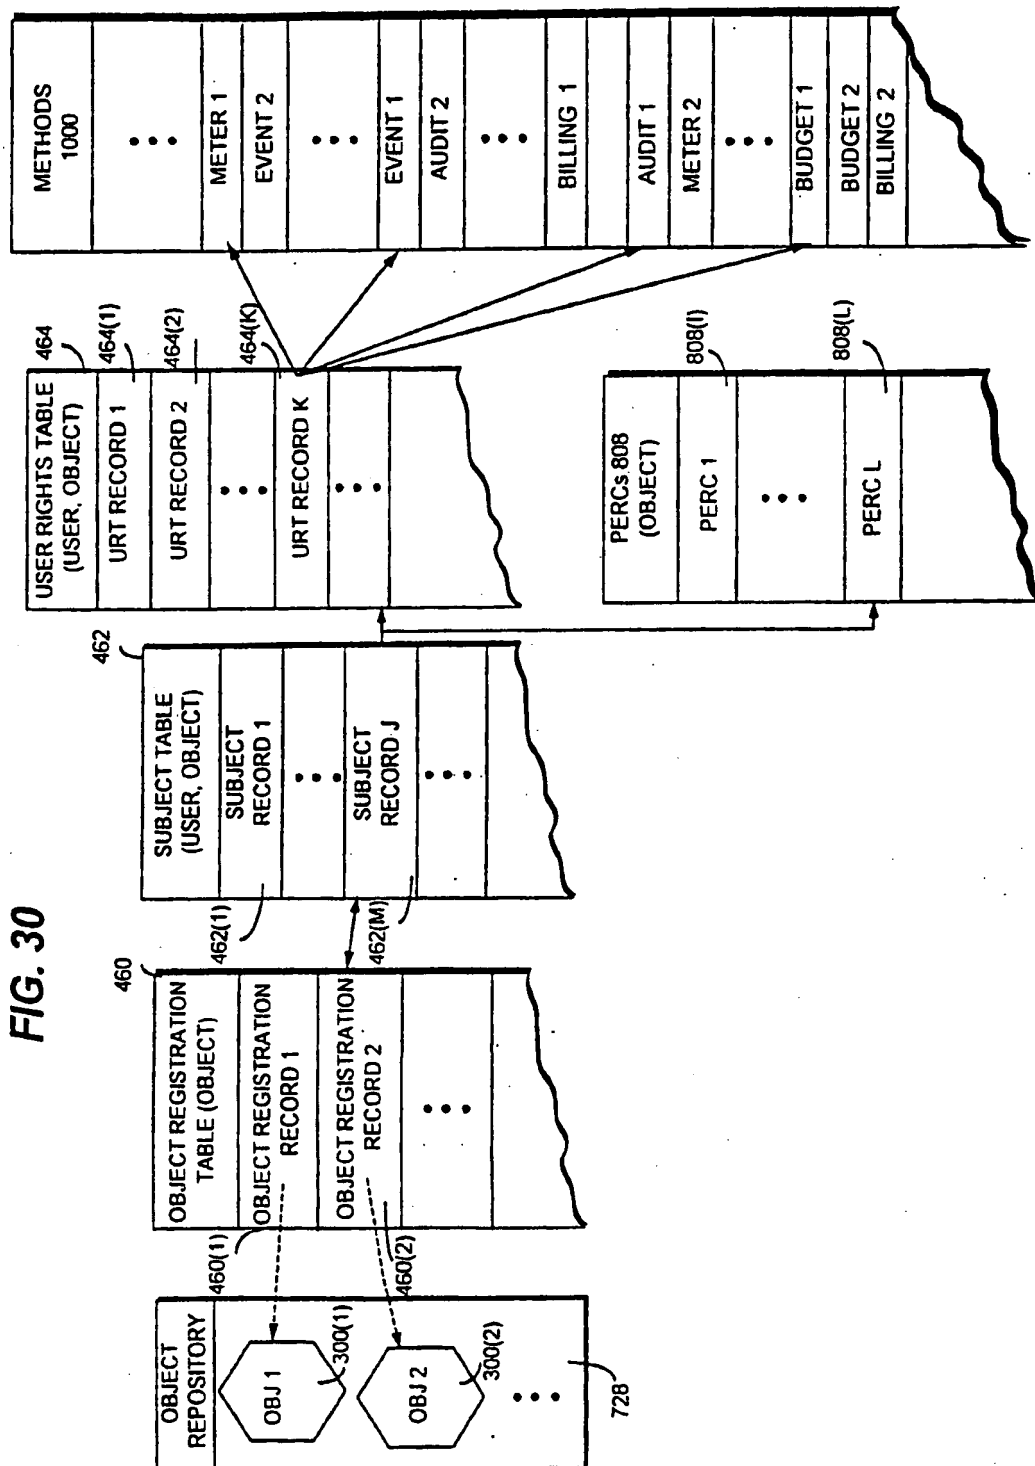 FIG. 30
OBJECT
REPOSITORY
OBJ 1
300(1)
OBJ 2
300(2)
728
460
OBJECT REGISTRATION
TABLE (OBJECT)
460(1)
OBJECT REGISTRATION
RECORD 1
OBJECT REGISTRATION
RECORD 2
460(2)
462
SUBJECT TABLE
(USER, OBJECT)
462(1)
SUBJECT
RECORD 1
SUBJECT
RECORD J
462(M)
USER RIGHTS TABLE
(USER, OBJECT)
464
URT RECORD 1
464(1)
URT RECORD 2
464(2)
URT RECORD K
464(K)
PERCs 808
(OBJECT)
PERC 1
808(I)
PERC L
808(L)
METHODS
1000
METER 1
EVENT 2
EVENT 1
AUDIT 2
BILLING 1
AUDIT 1
METER 2
BUDGET 1
BUDGET 2
BILLING 2